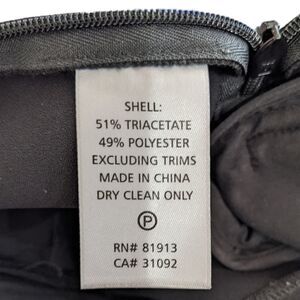 SHELL:
51% TRIACETATE
49% POLYESTER
EXCLUDING TRIMS
MADE IN CHINA
DRY CLEAN ONLY
P
RN# 81913
CA# 31092